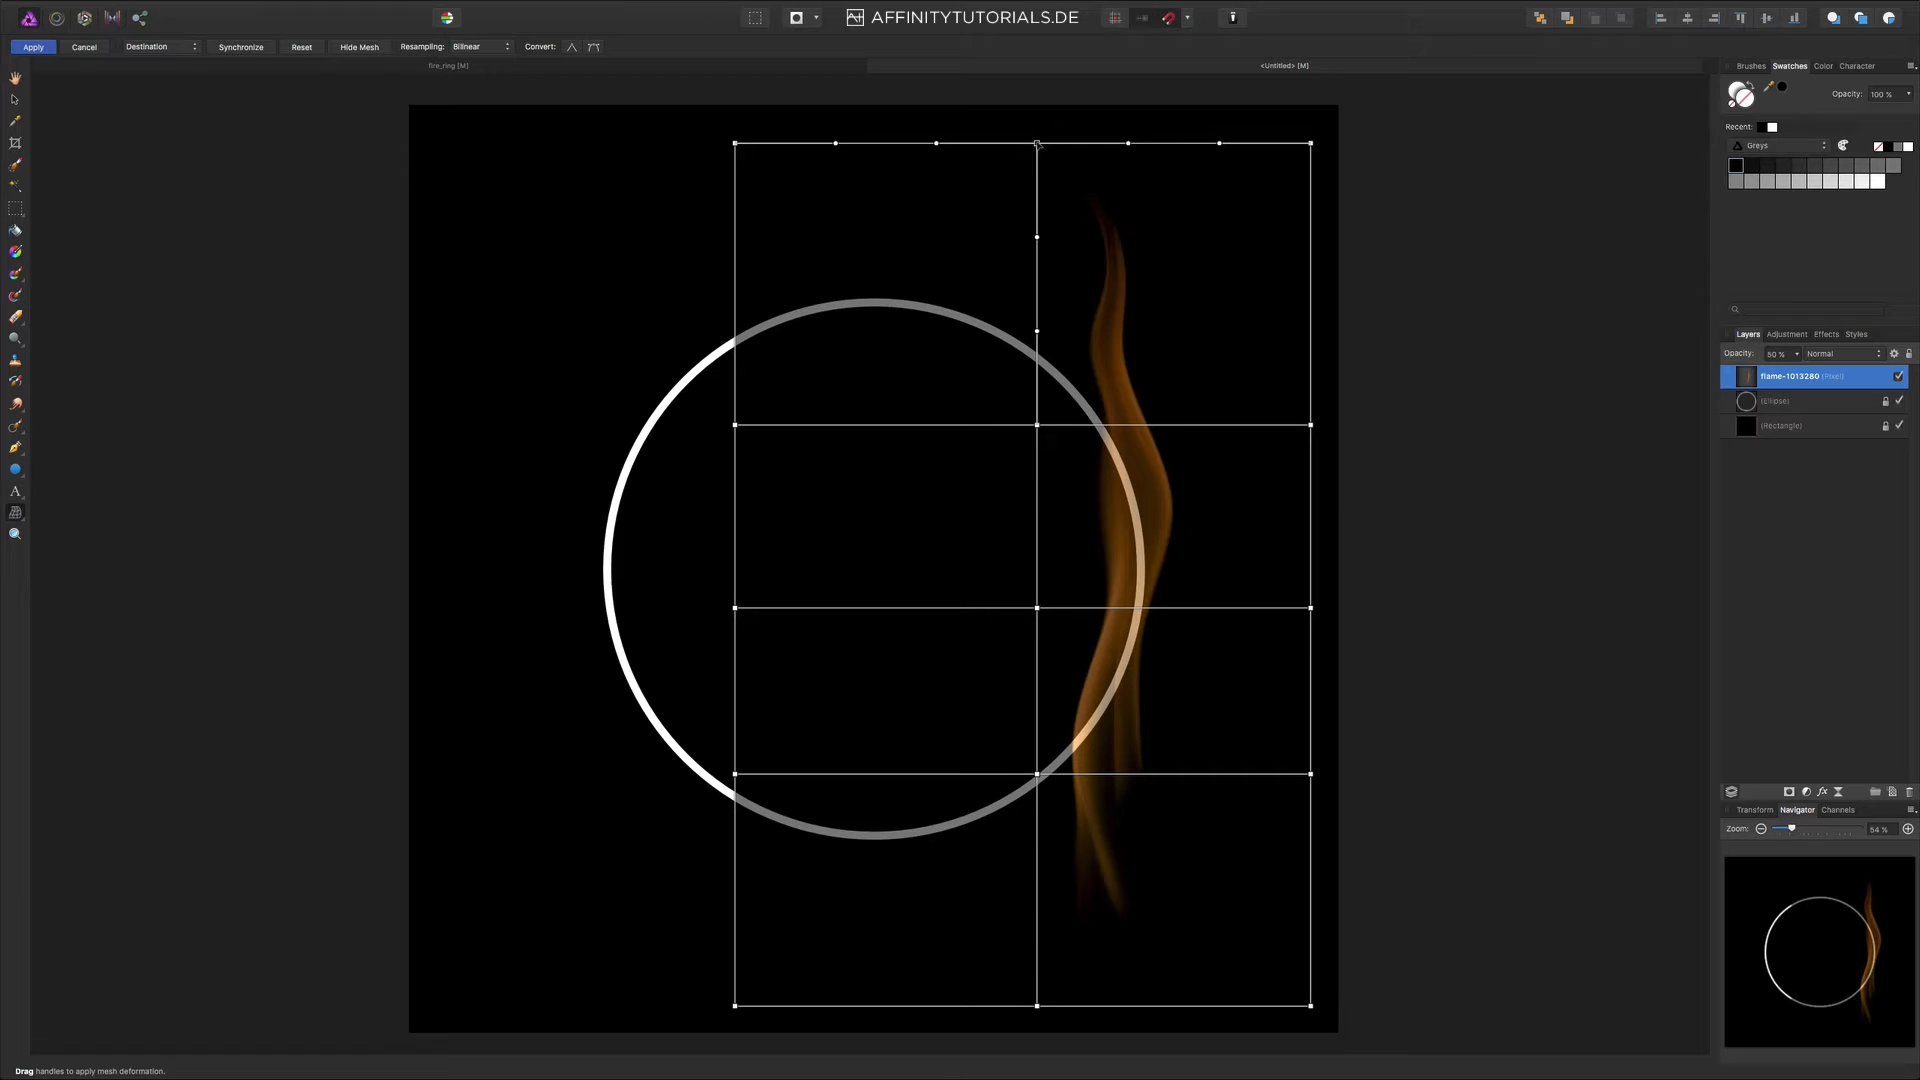 AFFINITYTUTORIALS.DE
Apply Cancel Destination Synchronize Reset Hide Mesh Resampling: Bilinear Convert:
fire_ring [M] <Untitled> [M]
Brushes Swatches Color Character
Opacity: 100 %
Recent:
Greys
Layers Adjustment Effects Styles
Opacity: 50 % Normal
flame-1013280 (Pixel)
(Ellipse)
(Rectangle)
fx
Transform Navigator Channels
Zoom: 54 %
A
Drag handles to apply mesh deformation.